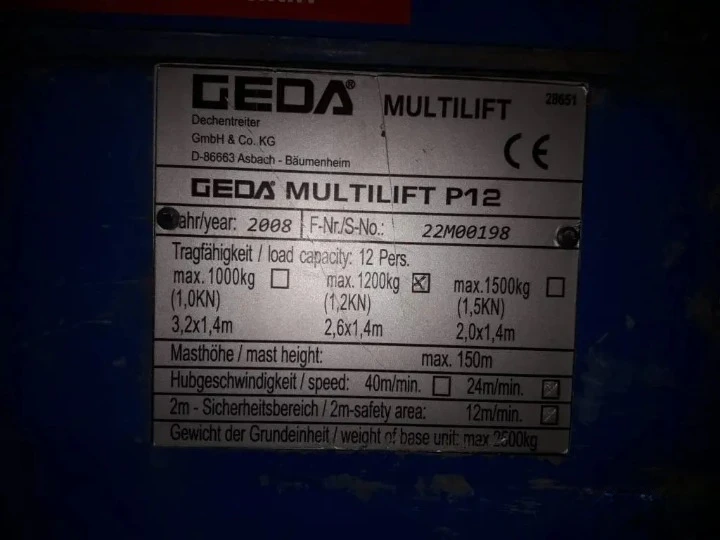 GEDA® MULTILIFT 28651
Dechentreiter
GmbH & Co. KG
D-86663 Asbach - Bäumenheim
CE
GEDA MULTILIFT P12
ahr/year: 2008 F-Nr./S-No.: 22M00198
Tragfähigkeit / load capacity: 12 Pers.
max. 1000kg ☐ max. 1200kg ☒ max. 1500kg ☐
(1,0KN) (1,2KN) (1,5KN)
3,2x1,4m 2,6x1,4m 2,0x1,4m
Masthöhe / mast height: max. 150m
Hubgeschwindigkeit / speed: 40m/min. ☐ 24m/min. ☒
2m - Sicherheitsbereich / 2m-safety area: 12m/min. ☒
Gewicht der Grundeinheit / weight of base unit: max 2500kg